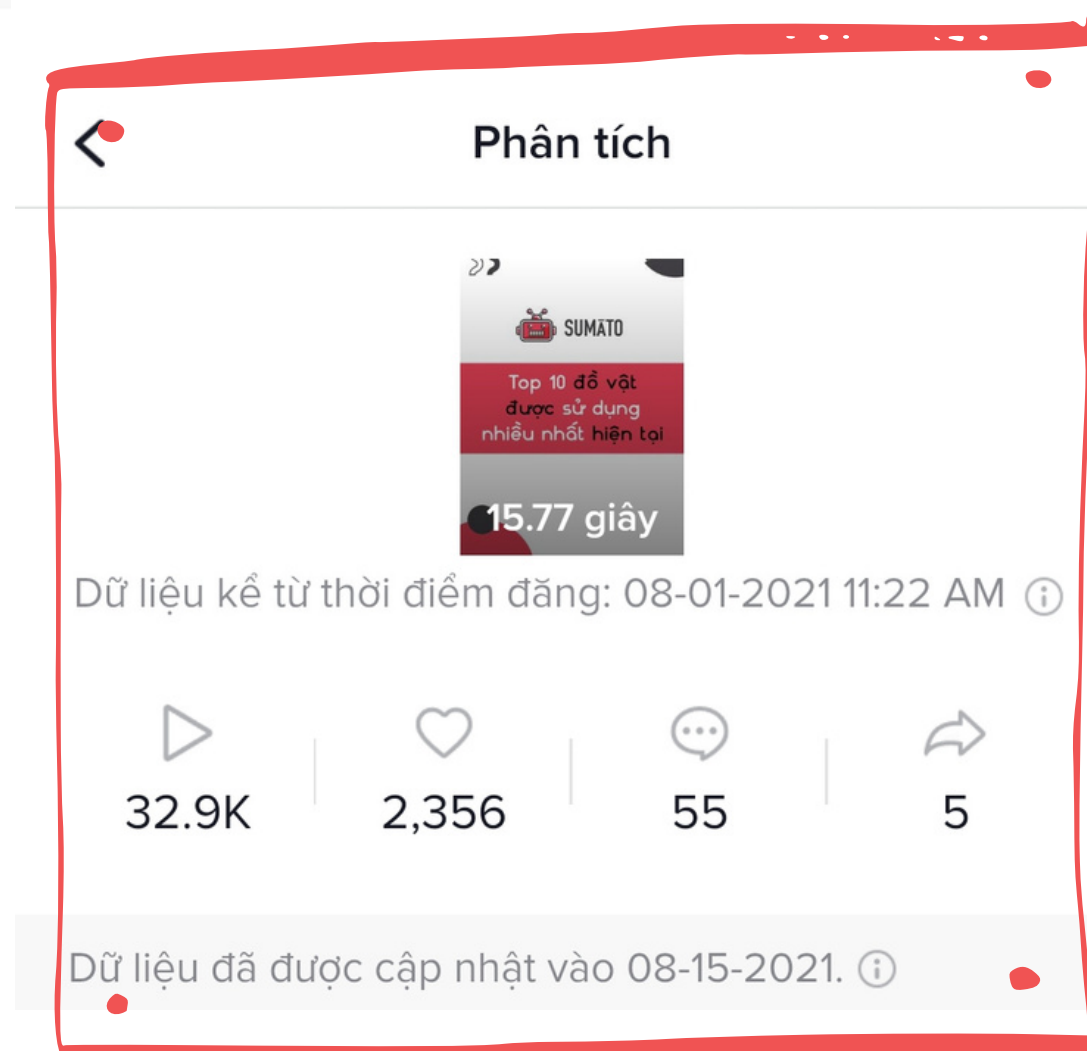 Phân tích
SUMĀTO
Top 10 đồ vật
được sử dụng
nhiều nhất hiện tại
15.77 giây
Dữ liệu kể từ thời điểm đăng: 08-01-2021 11:22 AM
32.9K 2,356 55 5
Dữ liệu đã được cập nhật vào 08-15-2021.